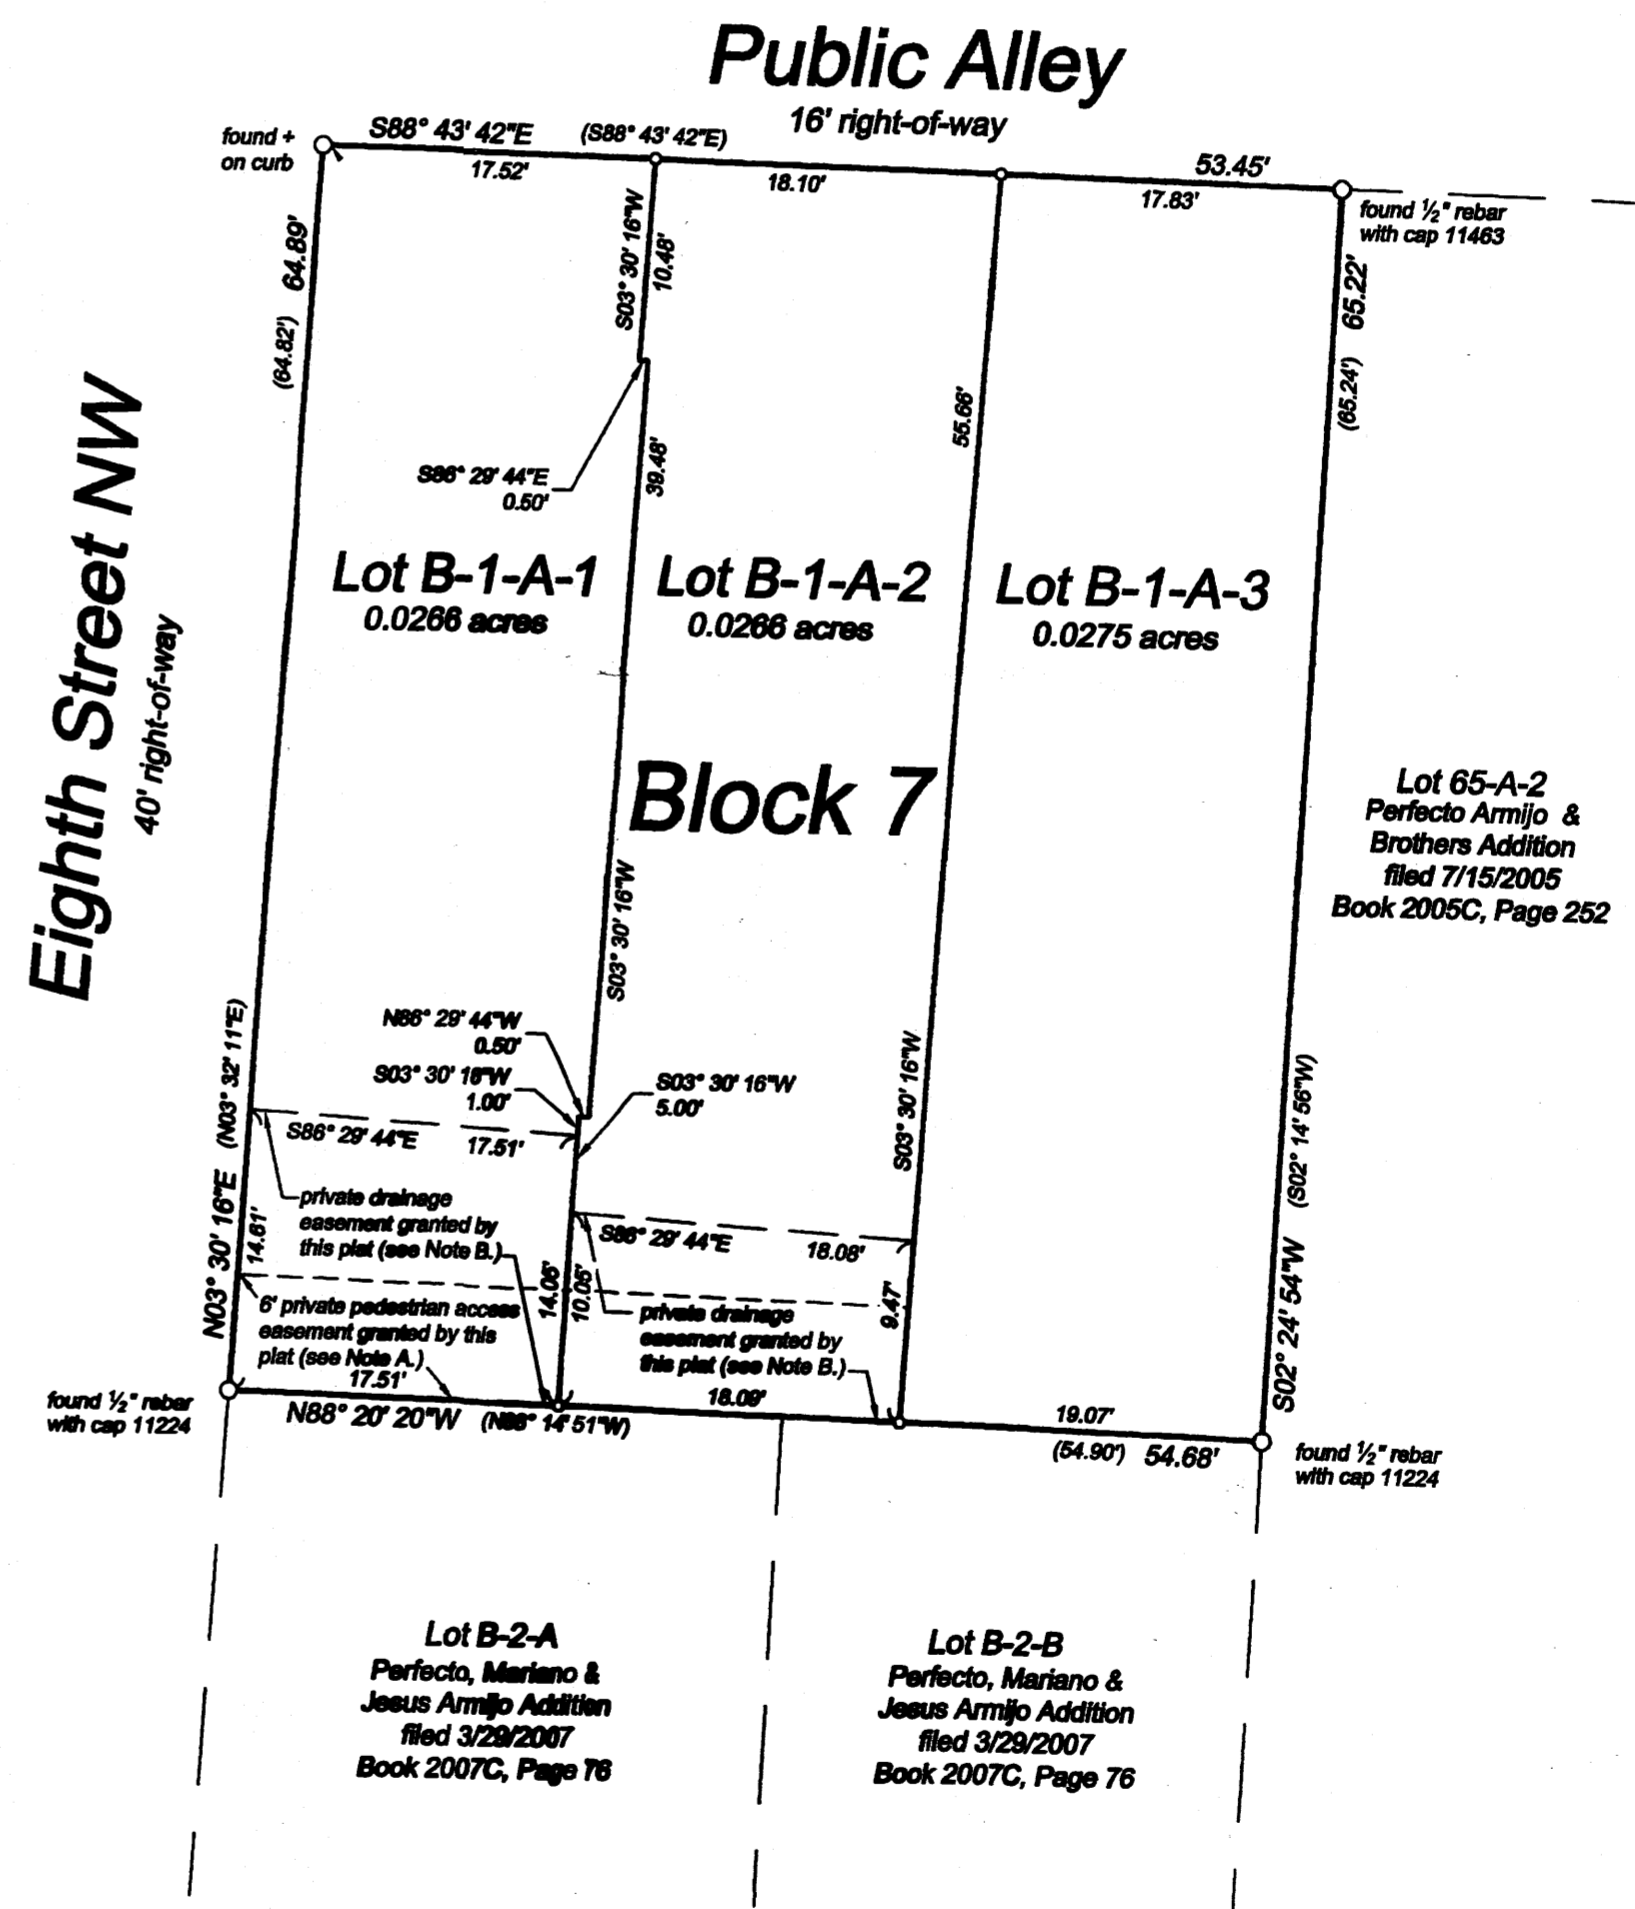 Public Alley
16' right-of-way
found +
on curb
S88° 43' 42"E
(S88° 43' 42"E)
53.45'
17.52'
18.10'
17.83'
found ½" rebar
with cap 11463
64.89'
(64.82')
S03° 30' 16"W
10.48'
65.22'
(65.24')
55.66'
39.48'
S86° 29' 44"E
0.50'
Eighth Street NW
40' right-of-way
Lot B-1-A-1
0.0266 acres
Lot B-1-A-2
0.0266 acres
Lot B-1-A-3
0.0275 acres
Block 7
Lot 65-A-2
Perfecto Armijo &
Brothers Addition
filed 7/15/2005
Book 2005C, Page 252
S03° 30' 16"W
N86° 29' 44"W
0.50'
S03° 30' 16"W
1.00'
S03° 30' 16"W
5.00'
S03° 30' 16"W
(N03° 32' 11"E)
N03° 30' 16"E
(S02° 14' 56"W)
S02° 24' 54"W
S86° 29' 44"E
17.51'
private drainage
easement granted by
this plat (see Note B.)
14.61'
S86° 29' 44"E
18.08'
14.06'
10.05'
9.47'
6' private pedestrian access
easement granted by this
plat (see Note A.)
private drainage
easement granted by
this plat (see Note B.)
17.51'
18.09'
19.07'
found ½" rebar
with cap 11224
N88° 20' 20"W
(N88° 14' 51"W)
(54.90')
54.68'
found ½" rebar
with cap 11224
Lot B-2-A
Perfecto, Mariano &
Jesus Armijo Addition
filed 3/29/2007
Book 2007C, Page 76
Lot B-2-B
Perfecto, Mariano &
Jesus Armijo Addition
filed 3/29/2007
Book 2007C, Page 76